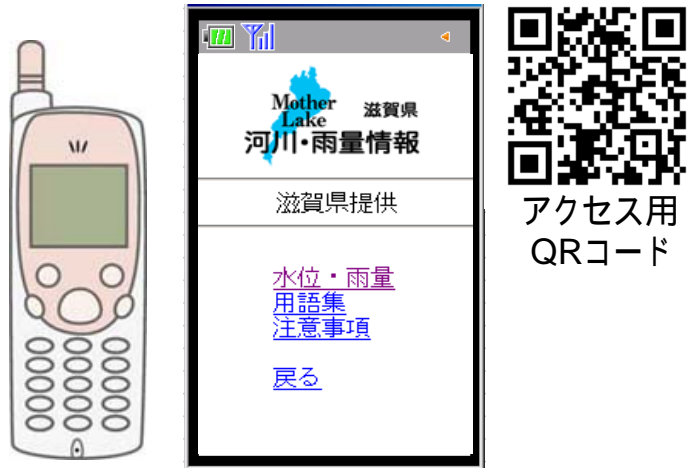 Mother
Lake
滋賀県
河川・雨量情報
滋賀県提供
水位・雨量
用語集
注意事項
戻る
アクセス用
QRコード